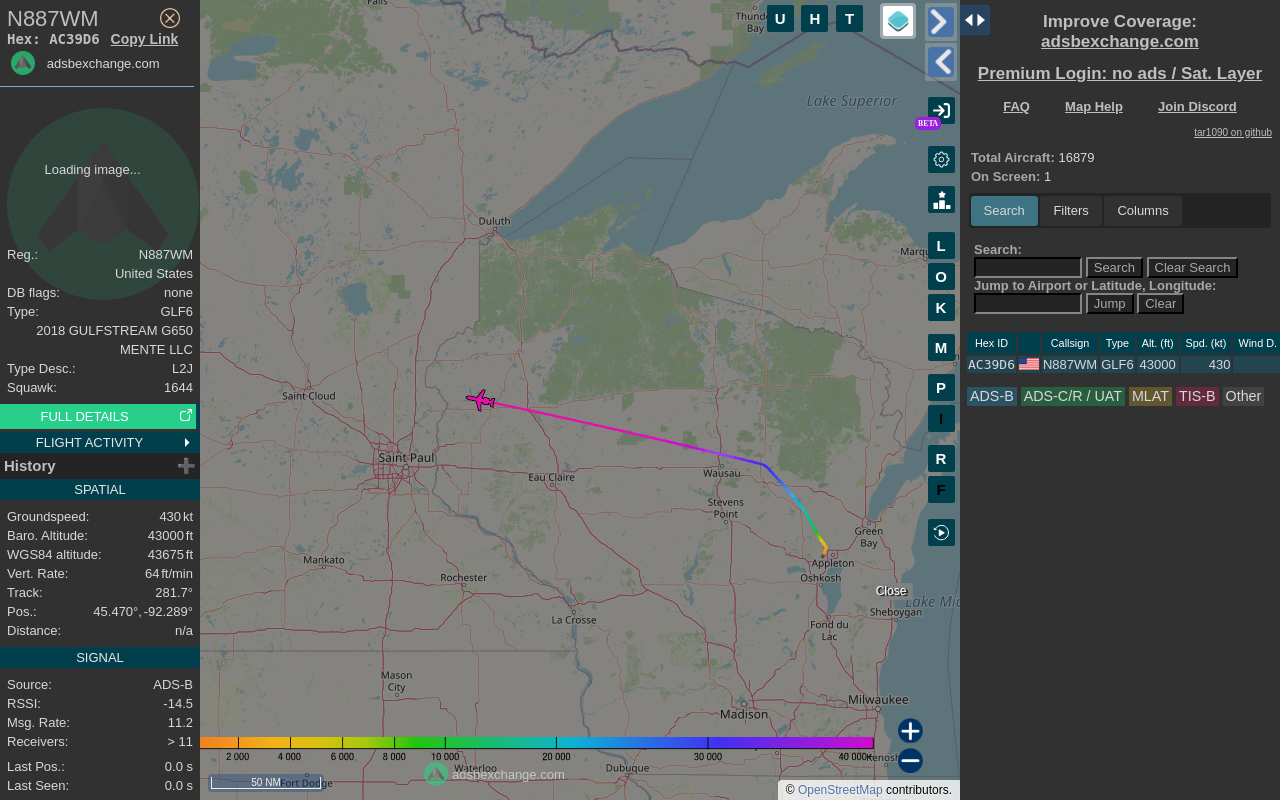 N887WM
Hex: AC39D6 Copy Link
adsbexchange.com
Loading image...
Reg.: N887WM
United States
DB flags: none
Type: GLF6
2018 GULFSTREAM G650
MENTE LLC
Type Desc.: L2J
Squawk: 1644
FULL DETAILS
FLIGHT ACTIVITY
History
SPATIAL
Groundspeed: 430 kt
Baro. Altitude: 43000 ft
WGS84 altitude: 43675 ft
Vert. Rate: 64 ft/min
Track: 281.7°
Pos.: 45.470°, -92.289°
Distance: n/a
SIGNAL
Source: ADS-B
RSSI: -14.5
Msg. Rate: 11.2
Receivers: > 11
Last Pos.: 0.0 s
Last Seen: 0.0 s
Falls
Thunder
Bay
Lake Superior
Duluth
Saint Cloud
Saint Paul
Eau Claire
Wausau
Stevens
Point
Green
Bay
Appleton
Oshkosh
Mankato
Rochester
La Crosse
Close
Sheboygan
Fond du
Lac
Mason
City
Madison
Milwaukee
Waterloo
Dubuque
Fort Dodge
U H T
BETA
L
O
K
M
P
I
R
F
2 000 4 000 6 000 8 000 10 000 20 000 30 000 40 000+
50 NM
adsbexchange.com
© OpenStreetMap contributors.
Improve Coverage:
adsbexchange.com
Premium Login: no ads / Sat. Layer
FAQ Map Help Join Discord
tar1090 on github
Total Aircraft: 16879
On Screen: 1
Search Filters Columns
Search:
Search Clear Search
Jump to Airport or Latitude, Longitude:
Jump Clear
Hex ID Callsign Type Alt. (ft) Spd. (kt) Wind D.
AC39D6 N887WM GLF6 43000 430
ADS-B ADS-C/R / UAT MLAT TIS-B Other